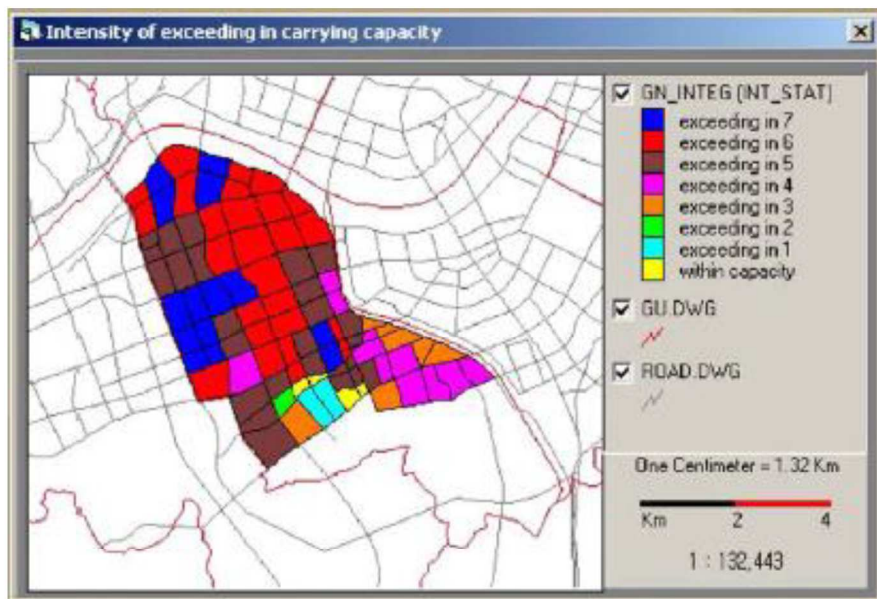 Intensity of exceeding in carrying capacity
GN_INTEG (INT_STAT)
exceeding in 7
exceeding in 6
exceeding in 5
exceeding in 4
exceeding in 3
exceeding in 2
exceeding in 1
within capacity
GU.DWG
ROAD.DWG
One Centimeter = 1.32 Km
Km 2 4
1 : 132,443